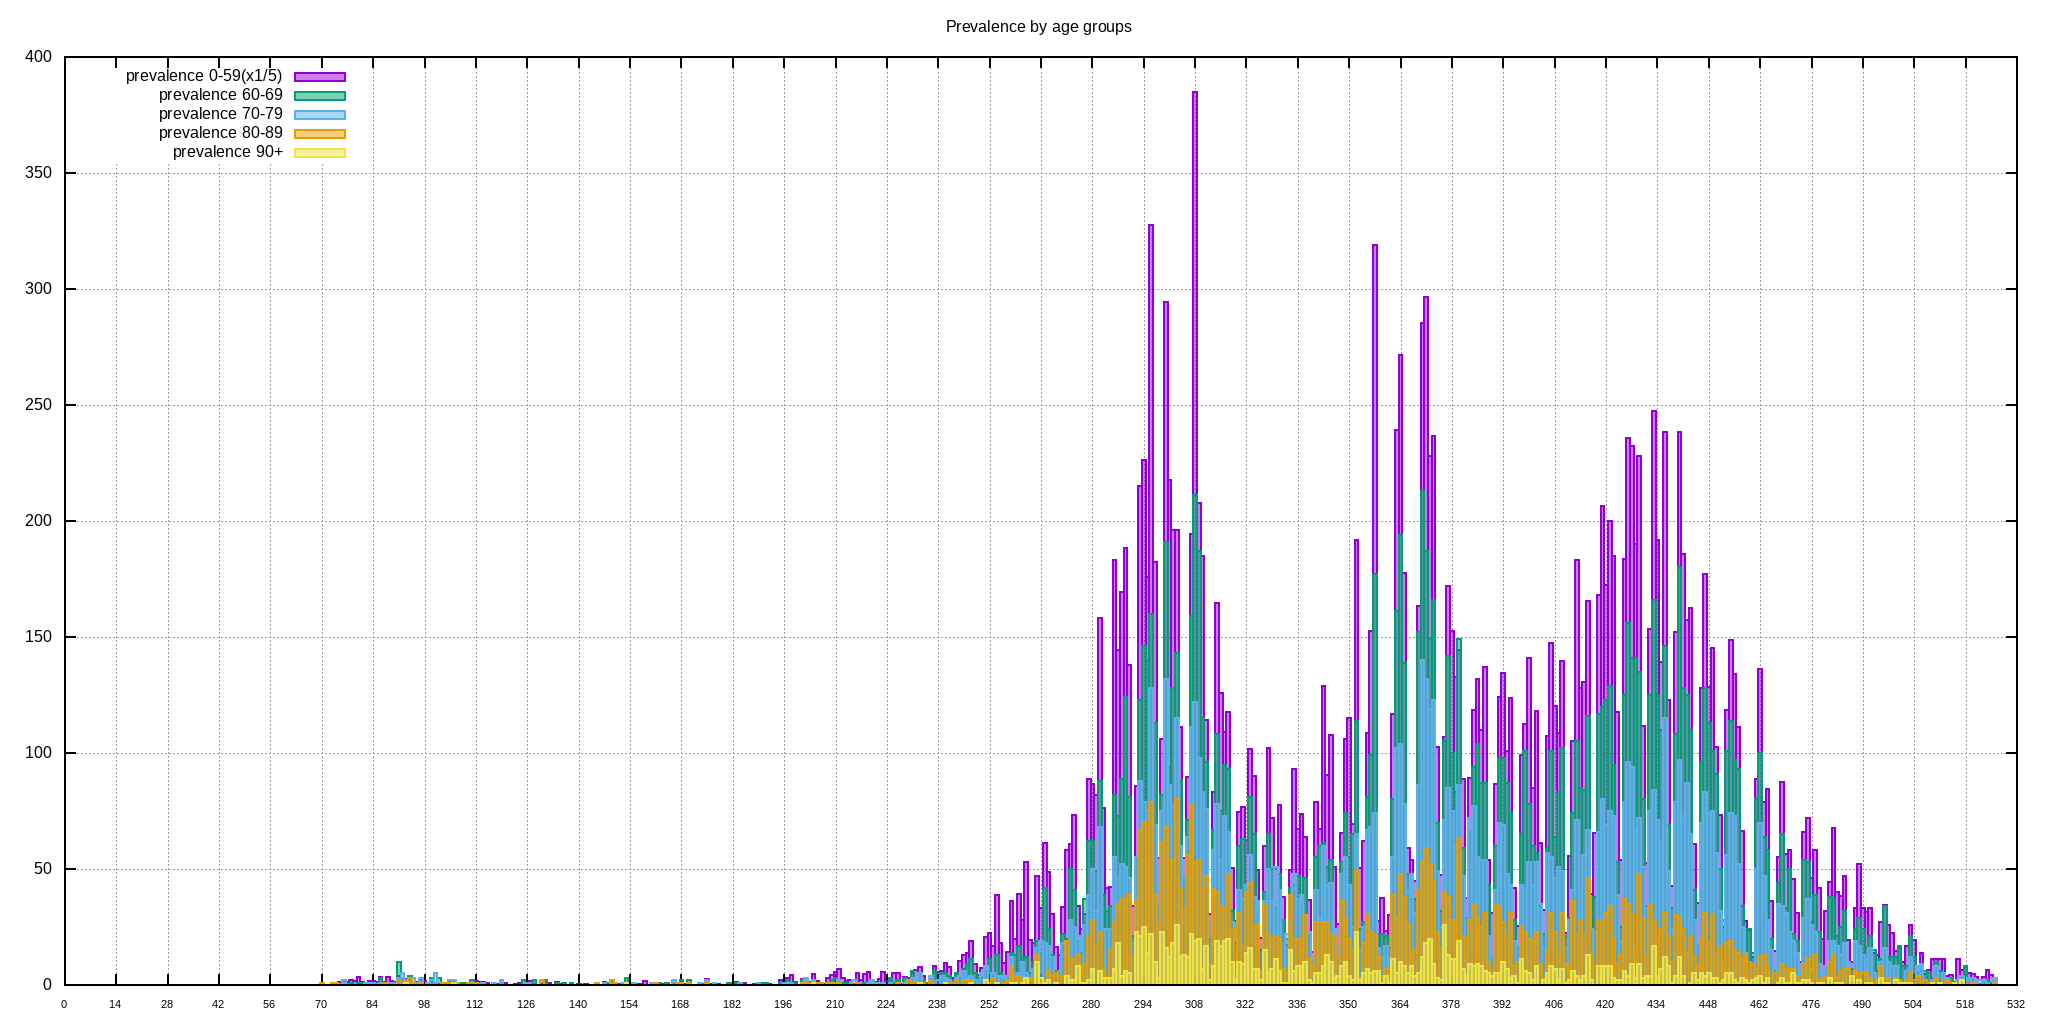 Prevalence by age groups
400
350
300
250
200
150
100
50
0
prevalence 0-59(x1/5)
prevalence 60-69
prevalence 70-79
prevalence 80-89
prevalence 90+
0 14 28 42 56 70 84 98 112 126 140 154 168 182 196 210 224 238 252 266 280 294 308 322 336 350 364 378 392 406 420 434 448 462 476 490 504 518 532